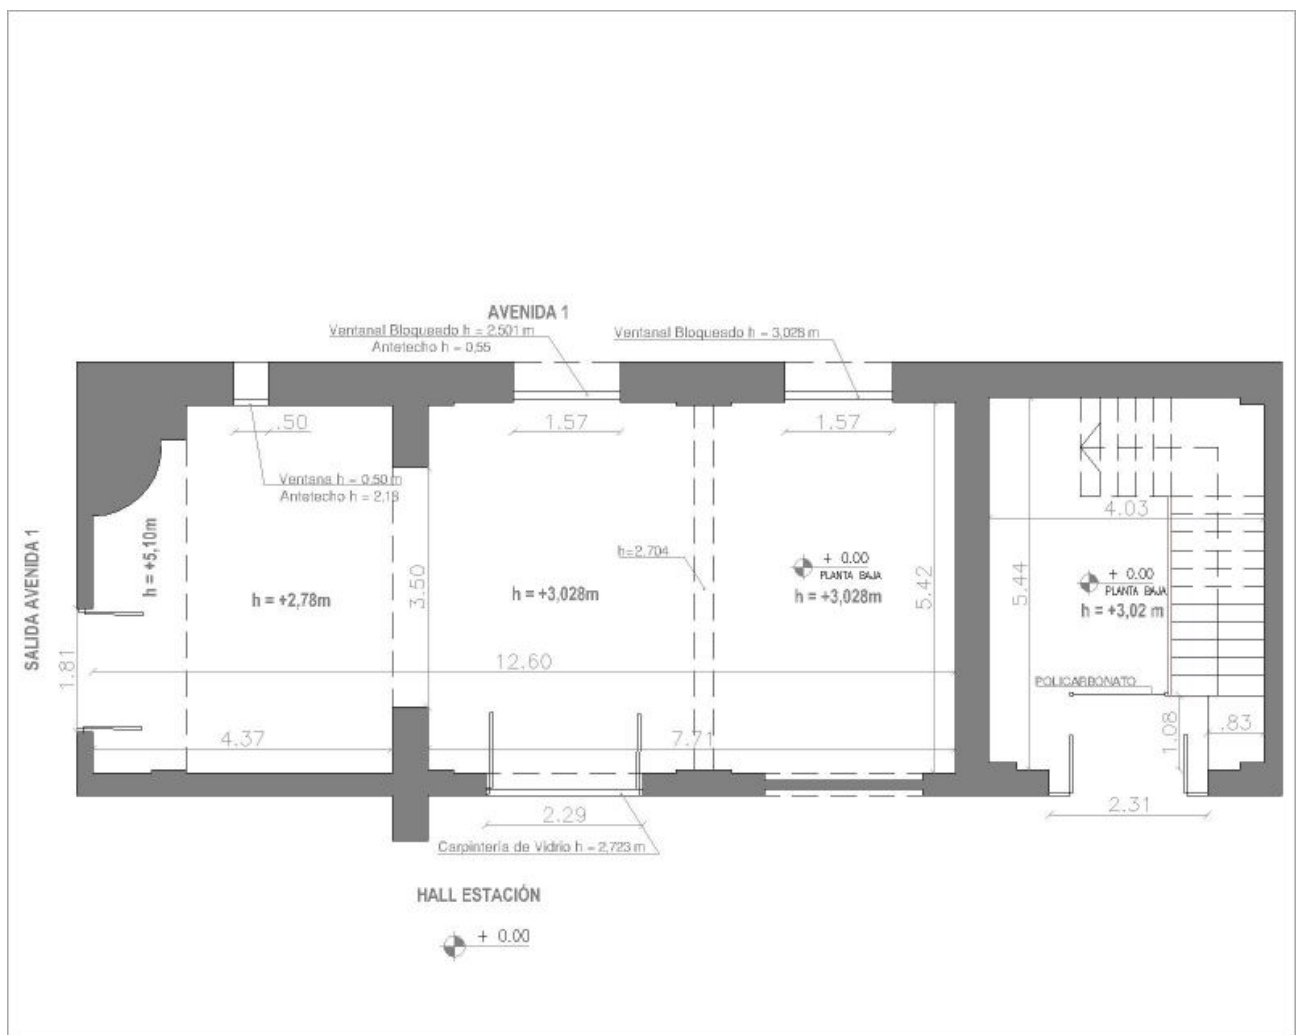 AVENIDA 1
Ventanal Bloqueado h = 2.501 m
Antetecho h = 0,55
Ventanal Bloqueado h = 3,028 m
.50
1.57
1.57
Ventana h = 0,50 m
Antetecho h = 2,18
4.03
SALIDA AVENIDA 1
h = +5,10m
h=2,704
+ 0.00
PLANTA BAJA
+ 0.00
PLANTA BAJA
h = +2,78m
3.50
h = +3,028m
h = +3,028m
5.42
5.44
h = +3,02 m
1.81
12.60
POLICARBONATO
4.37
7.71
1.08
.83
2.29
2.31
Carpintería de Vidrio h = 2,723 m
HALL ESTACIÓN
+ 0.00